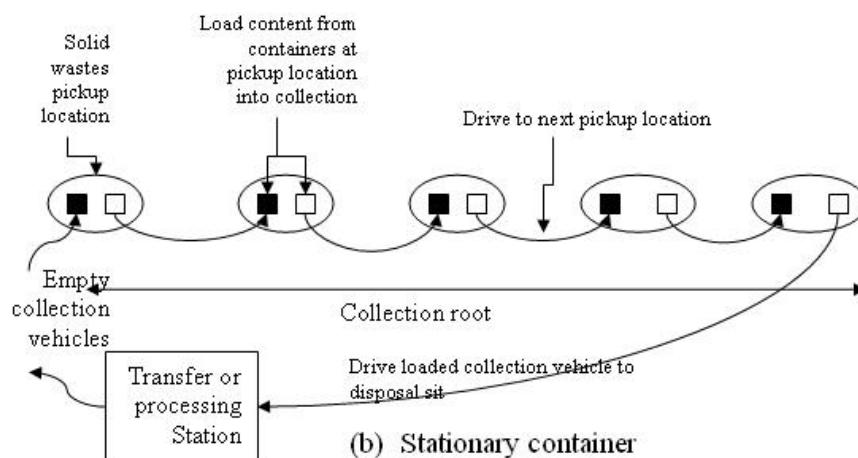 Solid
wastes
pickup
location
Load content from
containers at
pickup location
into collection
Drive to next pickup location
Empty
collection
vehicles
Collection root
Drive loaded collection vehicle to
disposal sit
Transfer or
processing
Station
(b) Stationary container